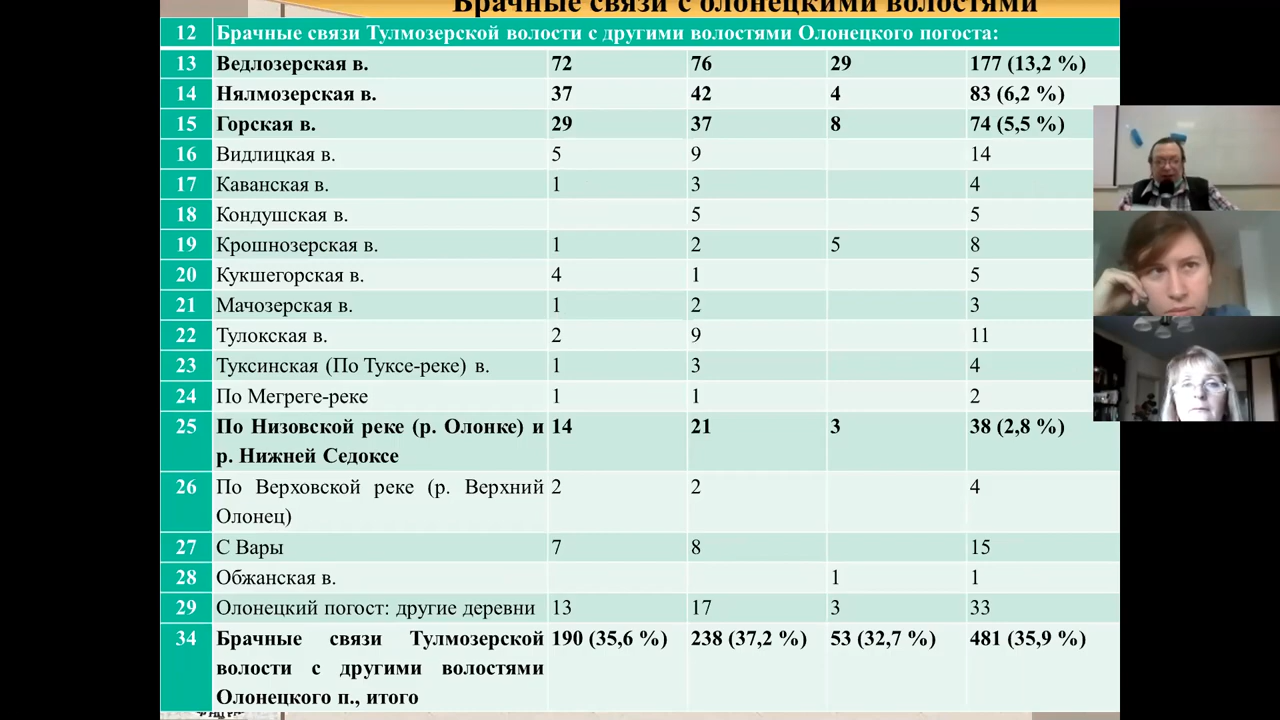 Брачные связи с олонецкими волостями
12 Брачные связи Тулмозерской волости с другими волостями Олонецкого погоста:
13 Ведлозерская в. 72 76 29 177 (13,2 %)
14 Нялмозерская в. 37 42 4 83 (6,2 %)
15 Горская в. 29 37 8 74 (5,5 %)
16 Видлицкая в. 5 9 14
17 Каванская в. 1 3 4
18 Кондушская в. 5 5
19 Крошнозерская в. 1 2 5 8
20 Кукшегорская в. 4 1 5
21 Мачозерская в. 1 2 3
22 Тулокская в. 2 9 11
23 Туксинская (По Туксе-реке) в. 1 3 4
24 По Мегреге-реке 1 1 2
25 По Низовской реке (р. Олонке) и 14 21 3 38 (2,8 %)
р. Нижней Седоксе
26 По Верховской реке (р. Верхний 2 2 4
Олонец)
27 С Вары 7 8 15
28 Обжанская в. 1 1
29 Олонецкий погост: другие деревни 13 17 3 33
34 Брачные связи Тулмозерской 190 (35,6 %) 238 (37,2 %) 53 (32,7 %) 481 (35,9 %)
волости с другими волостями
Олонецкого п., итого